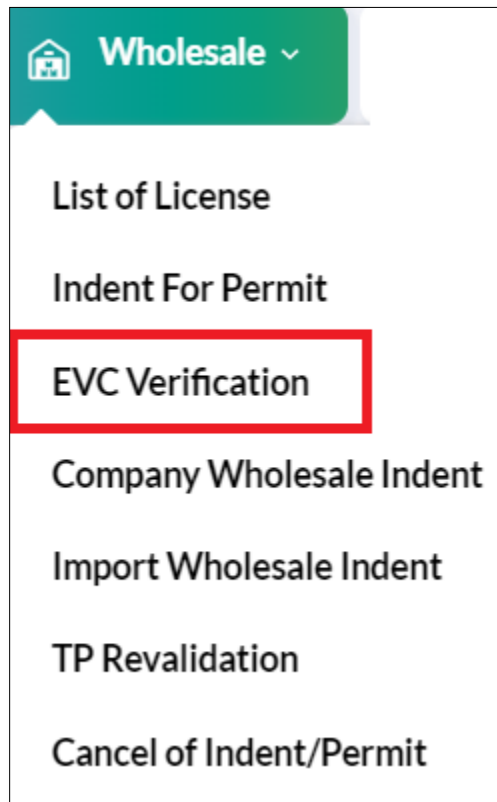 Wholesale
List of License
Indent For Permit
EVC Verification
Company Wholesale Indent
Import Wholesale Indent
TP Revalidation
Cancel of Indent/Permit